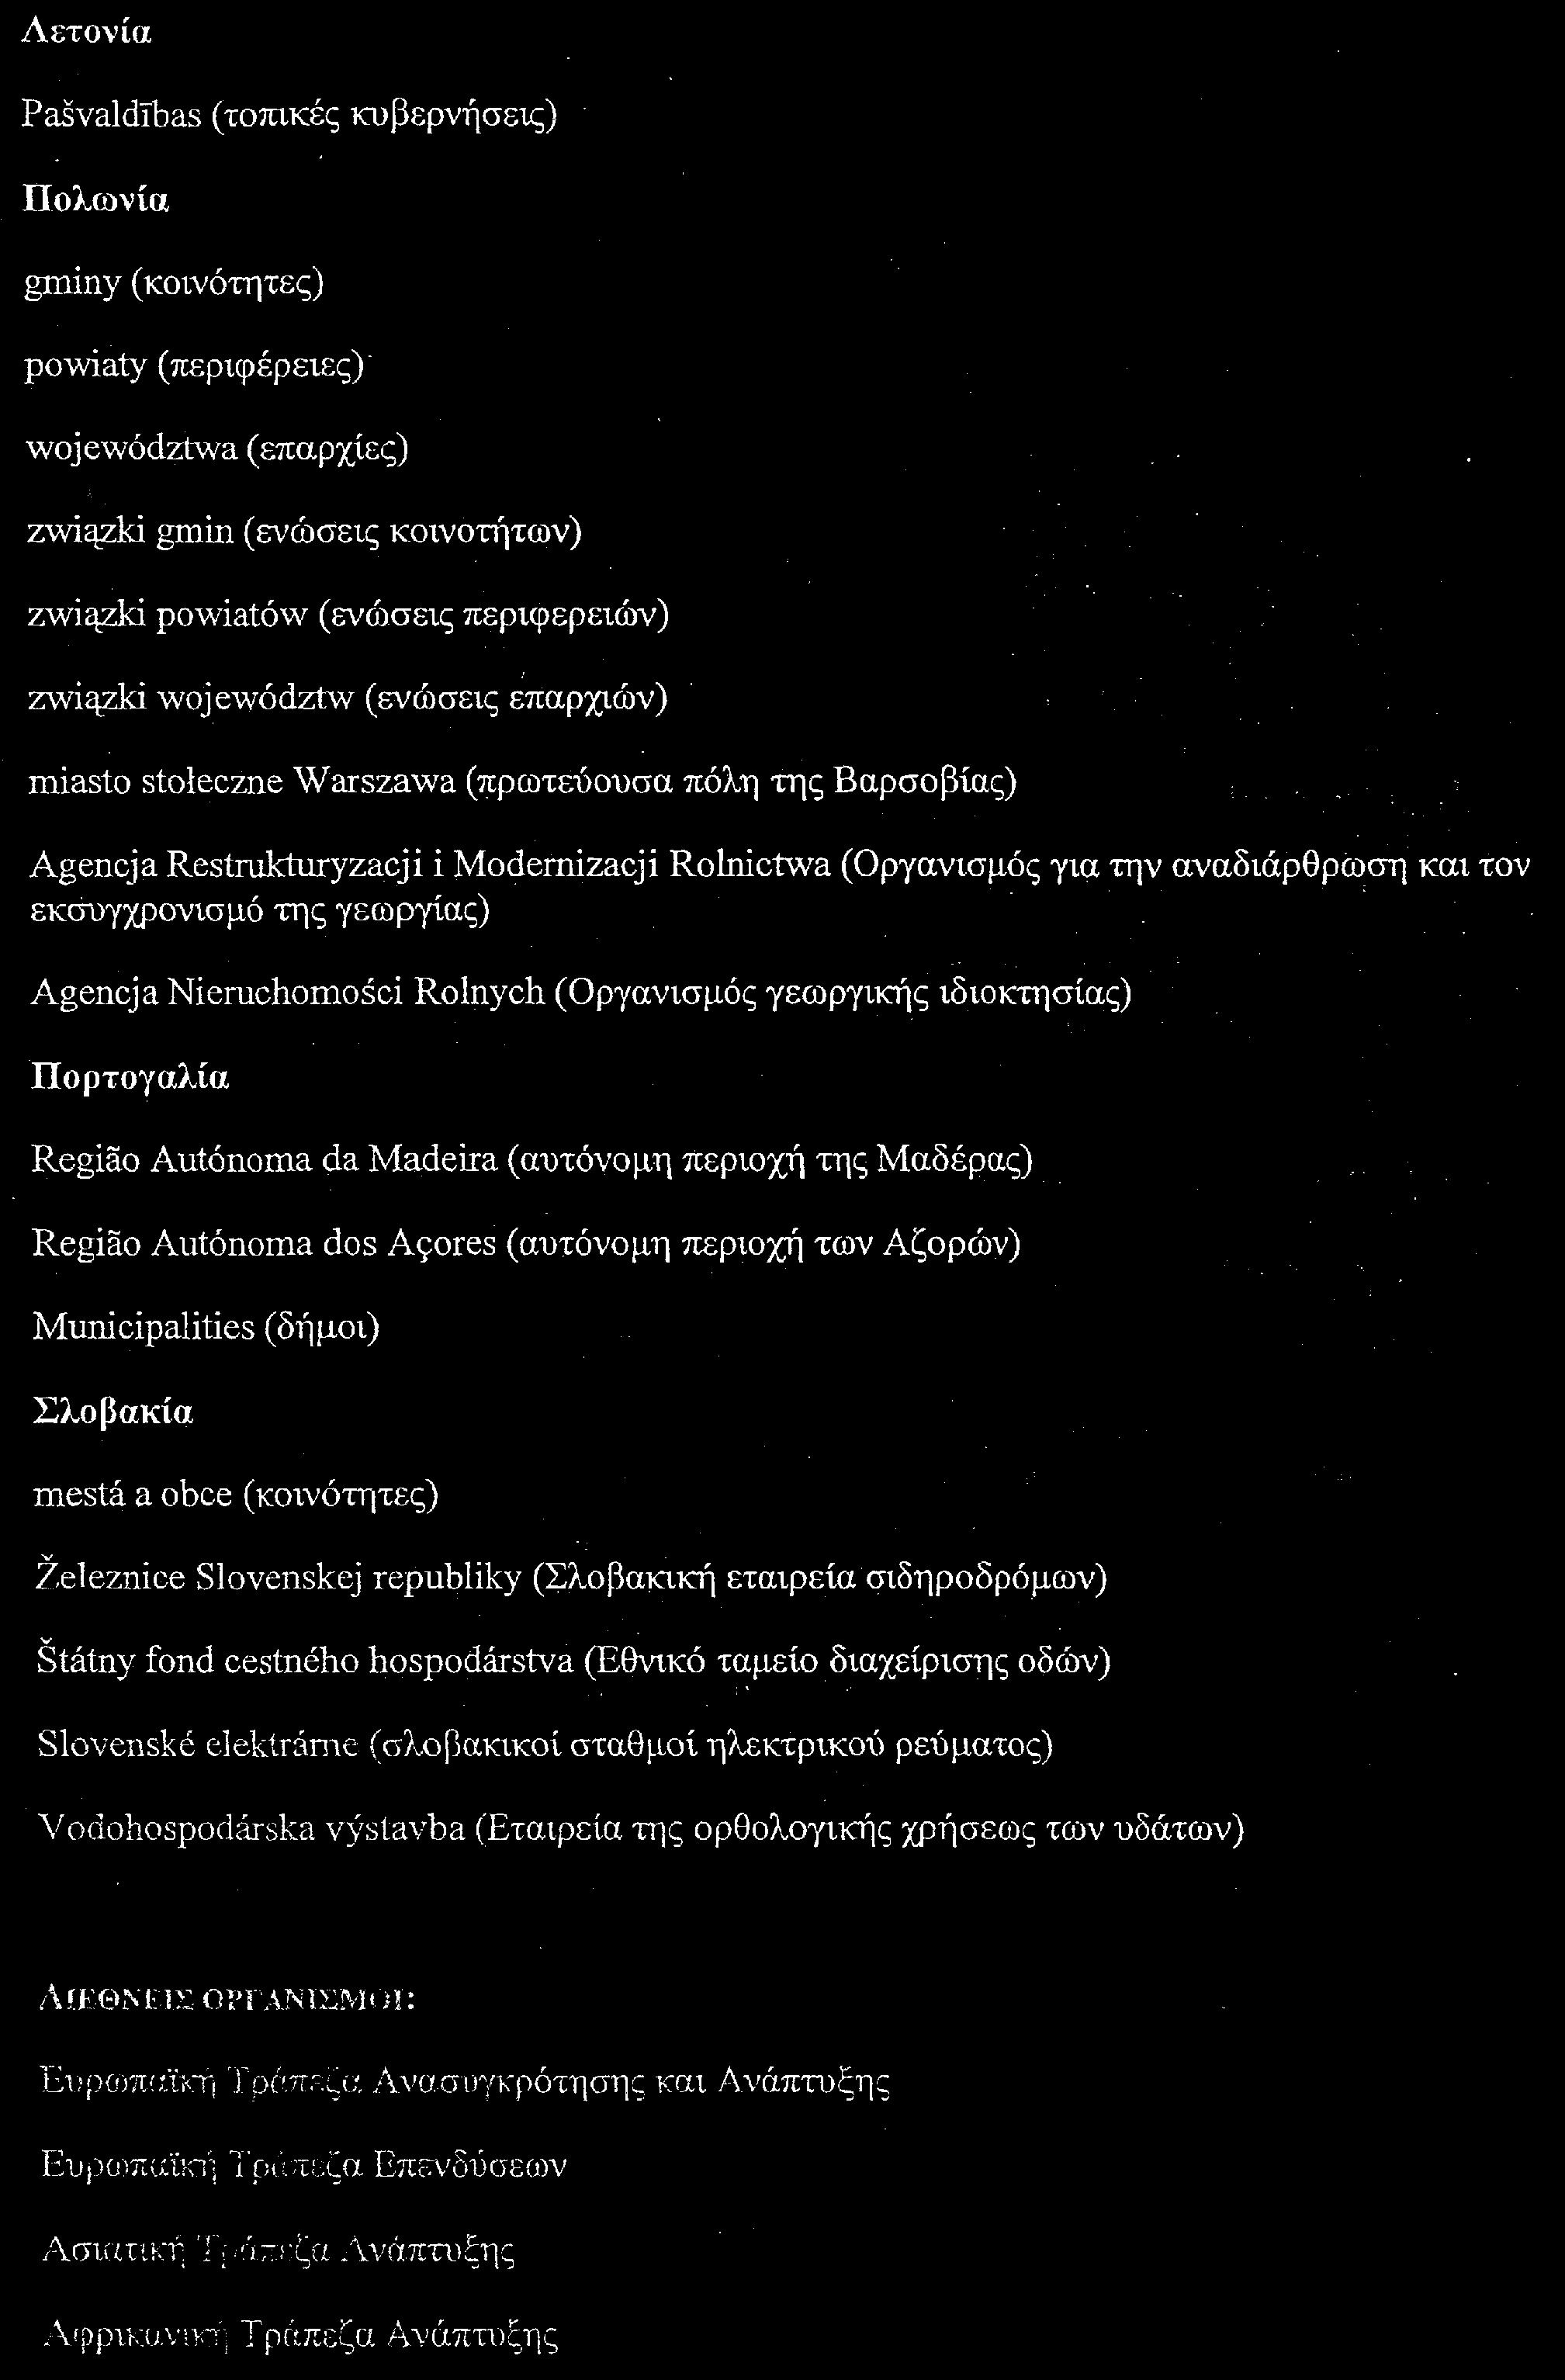 Λετονία
Pašvaldības (τοπικές κυβερνήσεις)
Πολωνία
gminy (κοινότητες)
powiaty (περιφέρειες)
województwa (επαρχίες)
związki gmin (ενώσεις κοινοτήτων)
związki powiatów (ενώσεις περιφερειών)
związki województw (ενώσεις επαρχιών)
miasto stołeczne Warszawa (πρωτεύουσα πόλη της Βαρσοβίας)
Agencja Restrukturyzacji i Modernizacji Rolnictwa (Οργανισμός για την αναδιάρθρωση και τον
εκσυγχρονισμό της γεωργίας)
Agencja Nieruchomości Rolnych (Οργανισμός γεωργικής ιδιοκτησίας)
Πορτογαλία
Região Autónoma da Madeira (αυτόνομη περιοχή της Μαδέρας)
Região Autónoma dos Açores (αυτόνομη περιοχή των Αζορών)
Municipalities (δήμοι)
Σλοβακία
mestá a obce (κοινότητες)
Železnice Slovenskej republiky (Σλοβακική εταιρεία σιδηροδρόμων)
Štátny fond cestného hospodárstva (Εθνικό ταμείο διαχείρισης οδών)
Slovenské elektrárne (σλοβακικοί σταθμοί ηλεκτρικού ρεύματος)
Vodohospodárska výstavba (Εταιρεία της ορθολογικής χρήσεως των υδάτων)
ΔΙΕΘΝΕΙΣ ΟΡΓΑΝΙΣΜΟΙ:
Ευρωπαϊκή Τράπεζα Ανασυγκρότησης και Ανάπτυξης
Ευρωπαϊκή Τράπεζα Επενδύσεων
Ασιατική Τράπεζα Ανάπτυξης
Αφρικανική Τράπεζα Ανάπτυξης